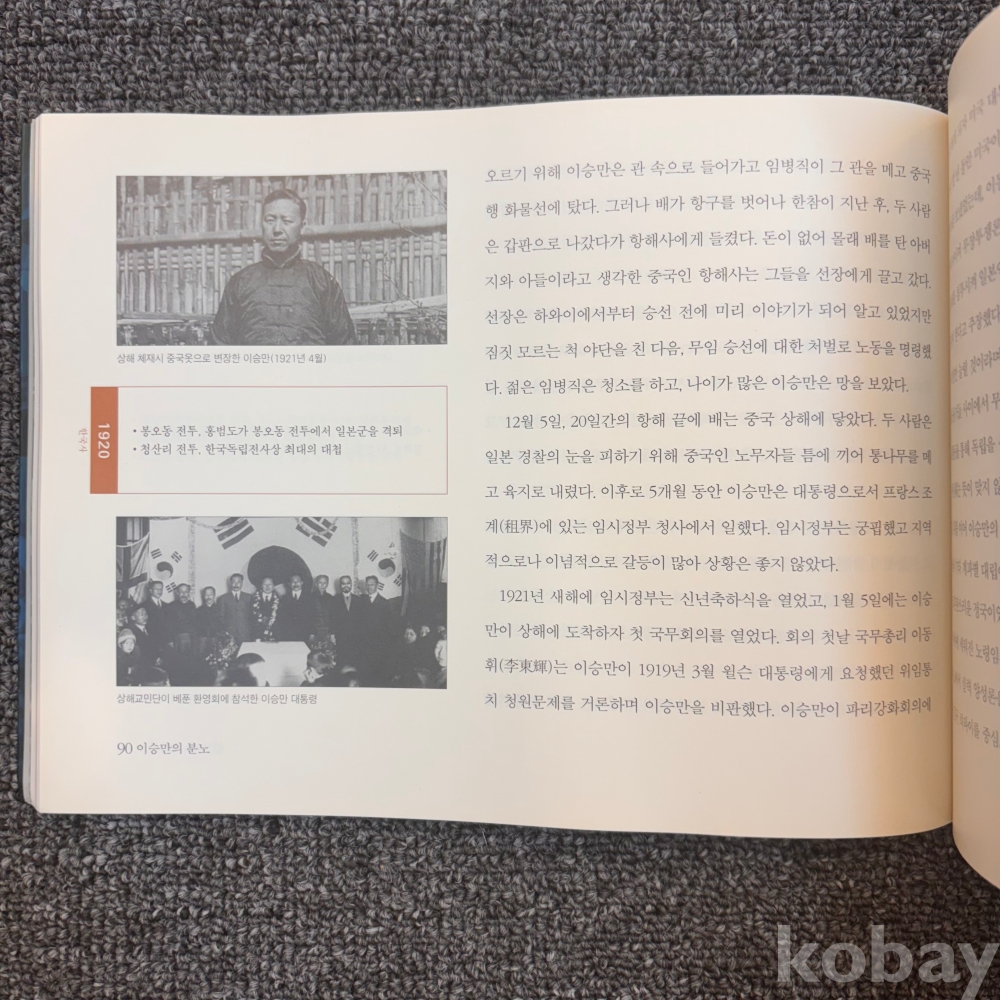 상해 체재시 중국옷으로 변장한 이승만(1921년 4월)
1920
한국사
• 봉오동 전투, 홍범도가 봉오동 전투에서 일본군을 격퇴
• 청산리 전투, 한국독립전사상 최대의 대첩
상해교민단이 베푼 환영회에 참석한 이승만 대통령
90 이승만의 분노
오르기 위해 이승만은 관 속으로 들어가고 임병직이 그 관을 메고 중국
행 화물선에 탔다. 그러나 배가 항구를 벗어나 한참이 지난 후, 두 사람
은 갑판으로 나갔다가 항해사에게 들켰다. 돈이 없어 몰래 배를 탄 아버
지와 아들이라고 생각한 중국인 항해사는 그들을 선장에게 끌고 갔다.
선장은 하와이에서부터 승선 전에 미리 이야기가 되어 알고 있었지만
짐짓 모르는 척 야단을 친 다음, 무임 승선에 대한 처벌로 노동을 명령했
다. 젊은 임병직은 청소를 하고, 나이가 많은 이승만은 망을 보았다.
12월 5일, 20일간의 항해 끝에 배는 중국 상해에 닿았다. 두 사람은
일본 경찰의 눈을 피하기 위해 중국인 노무자들 틈에 끼어 통나무를 메
고 육지로 내렸다. 이후로 5개월 동안 이승만은 대통령으로서 프랑스 조
계(租界)에 있는 임시정부 청사에서 일했다. 임시정부는 궁핍했고 지역
적으로나 이념적으로 갈등이 많아 상황은 좋지 않았다.
1921년 새해에 임시정부는 신년축하식을 열었고, 1월 5일에는 이승
만이 상해에 도착하자 첫 국무회의를 열었다. 회의 첫날 국무총리 이동
휘(李東輝)는 이승만이 1919년 3월 윌슨 대통령에게 요청했던 위임통
치 청원문제를 거론하며 이승만을 비판했다. 이승만이 파리강화회의에
kobay